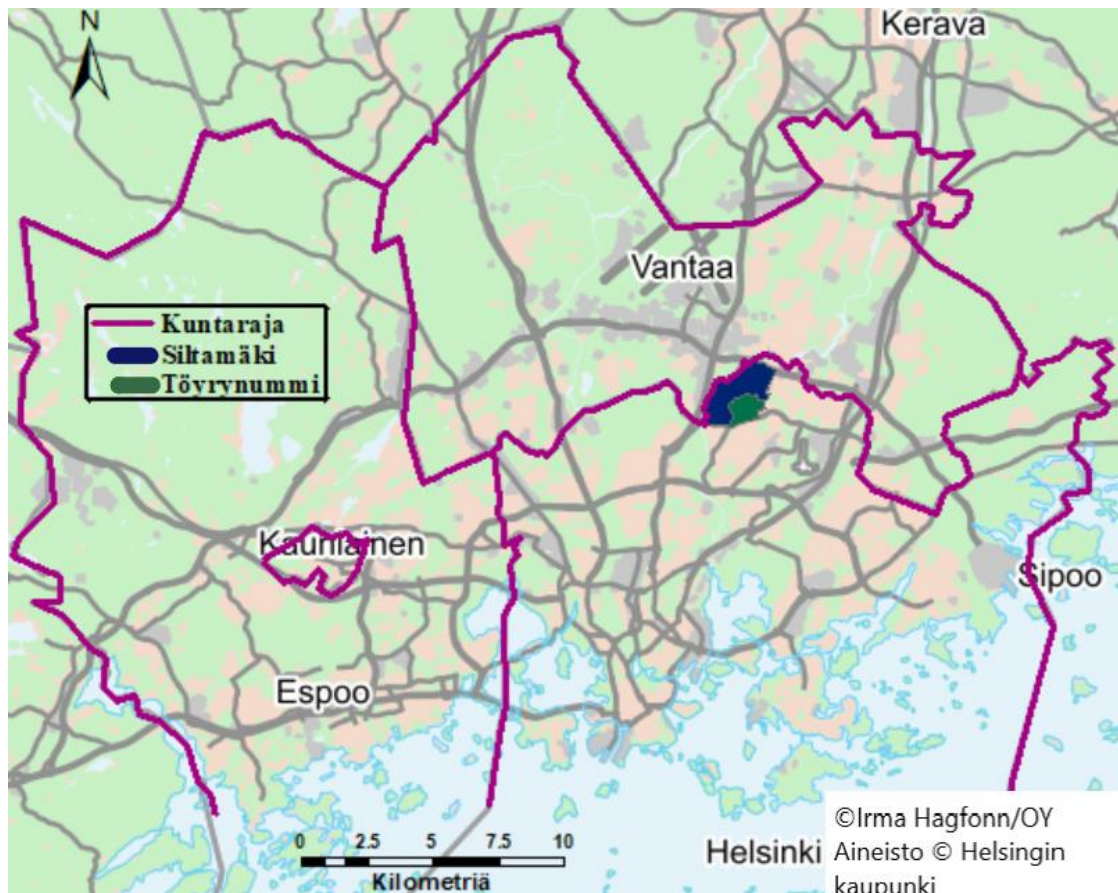 N
Kerava
Vantaa
Kuntaraja
Siltamäki
Töyrynummi
Kauniainen
Sipoo
Espoo
0 2.5 5 7.5 10
Kilometriä
Helsinki
©Irma Hagfonn/OY
Aineisto © Helsingin
kaupunki